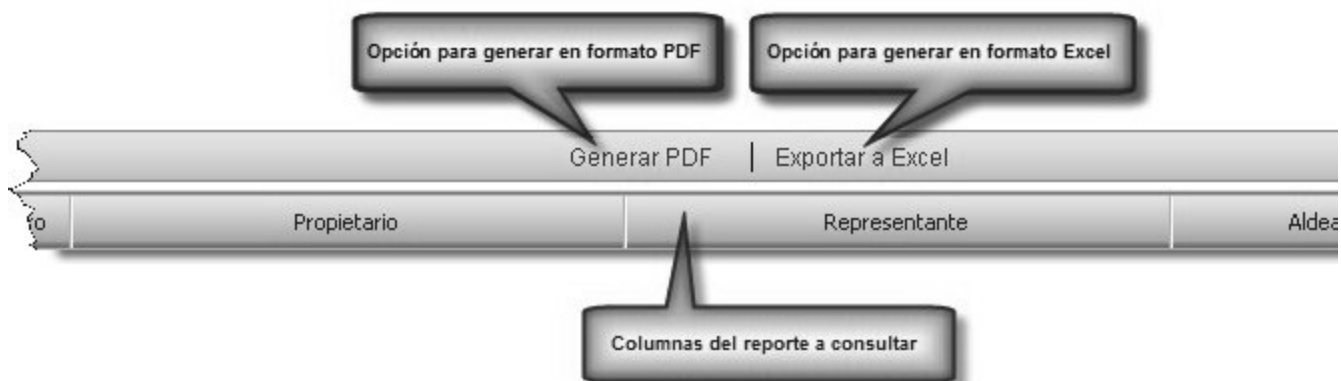 Opción para generar en formato PDF
Opción para generar en formato Excel
Generar PDF | Exportar a Excel
Propietario Representante Aldea
Columnas del reporte a consultar